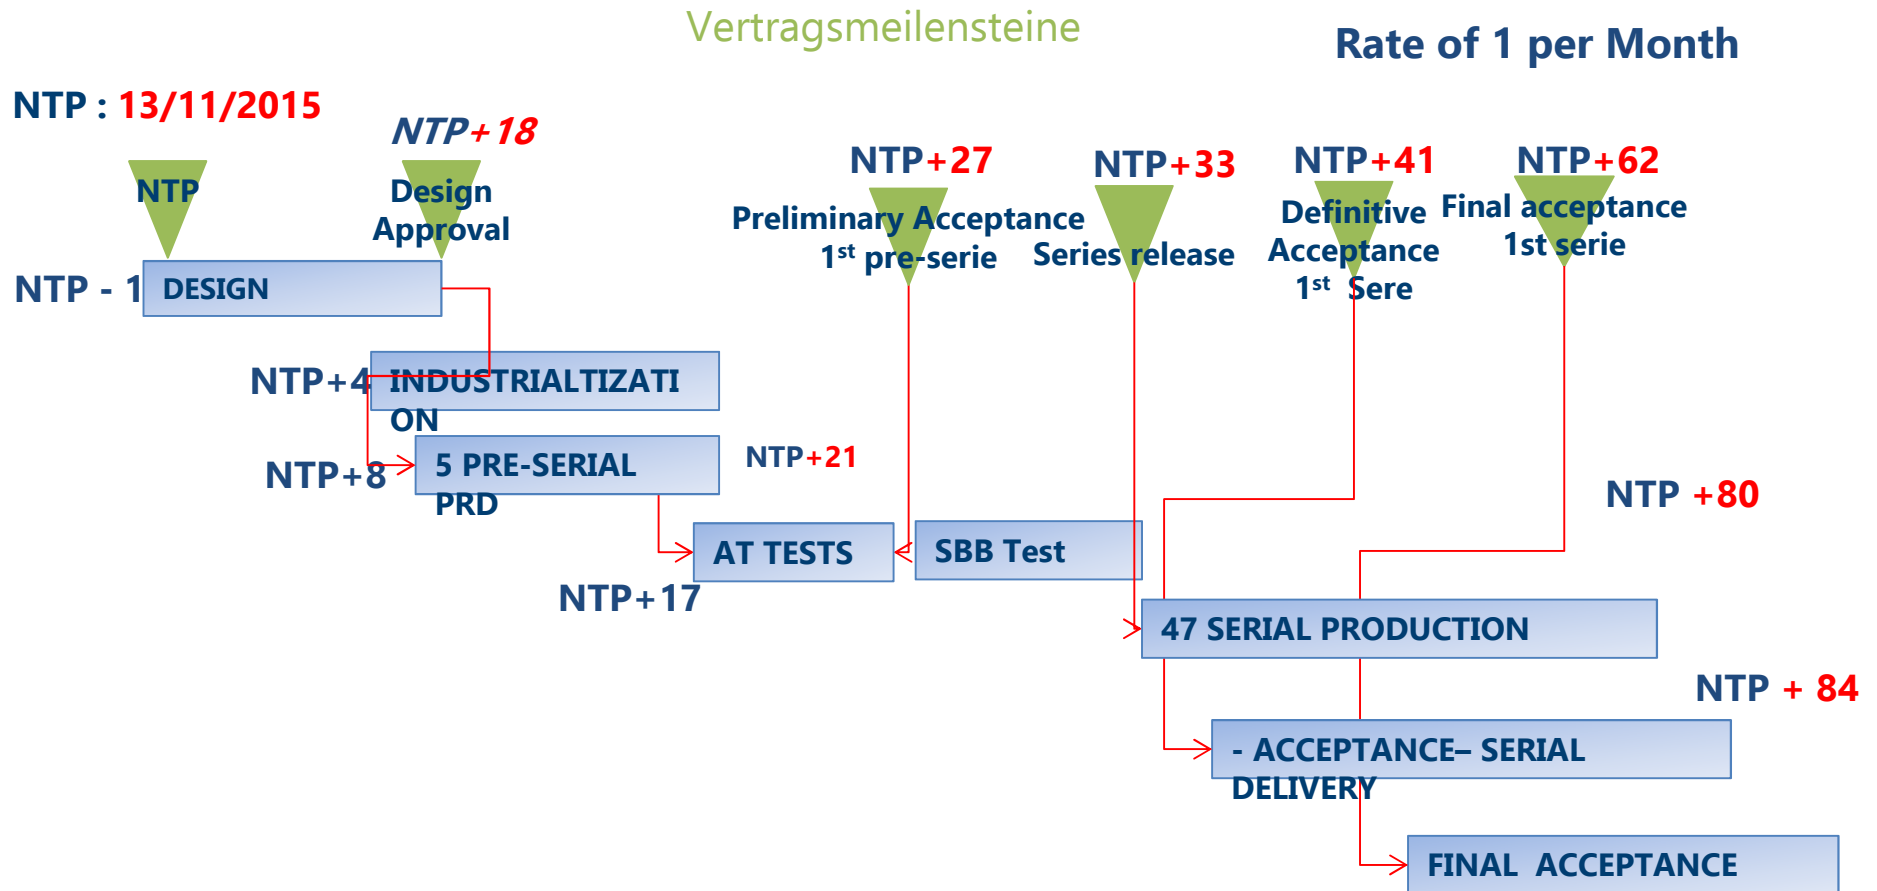 Vertragsmeilensteine
Rate of 1 per Month
NTP : 13/11/2015
NTP+18
NTP+27
NTP+33
NTP+41
NTP+62
NTP
Design
Approval
Preliminary Acceptance
1st pre-serie
Series release
Definitive
Acceptance
1st Sere
Final acceptance
1st serie
NTP - 1
DESIGN
NTP+4
INDUSTRIALTIZATI
ON
NTP+8
5 PRE-SERIAL
PRD
NTP+21
NTP +80
AT TESTS
SBB Test
NTP+17
47 SERIAL PRODUCTION
NTP + 84
- ACCEPTANCE– SERIAL
DELIVERY
FINAL ACCEPTANCE